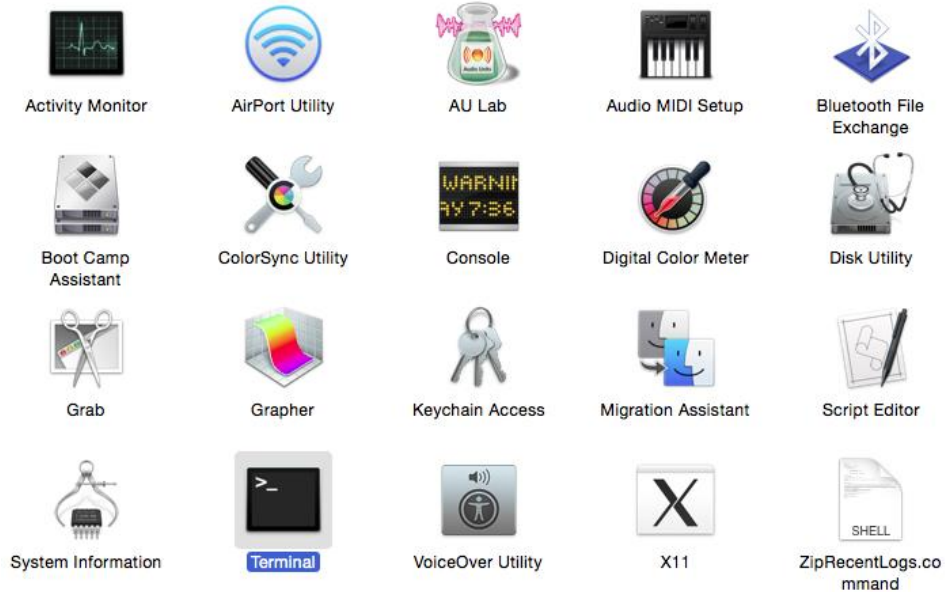 Activity Monitor
AirPort Utility
Audio Units
AU Lab
Audio MIDI Setup
Bluetooth File
Exchange
Boot Camp
Assistant
ColorSync Utility
WARNIN
AY 7:36
Console
Digital Color Meter
Disk Utility
Grab
Grapher
Keychain Access
Migration Assistant
Script Editor
System Information
>_
Terminal
VoiceOver Utility
X
X11
SHELL
ZipRecentLogs.co
mmand